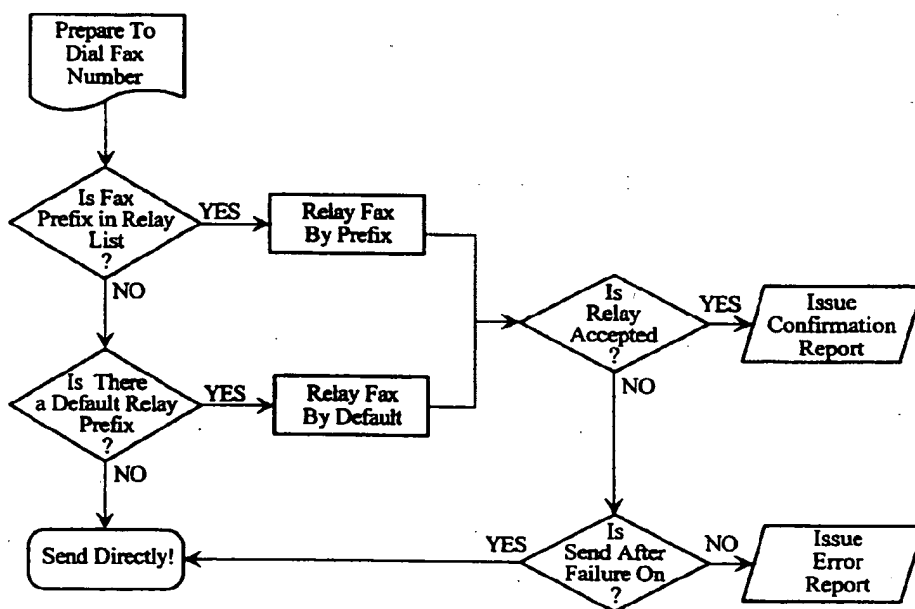 Prepare To
Dial Fax
Number
Is Fax
Prefix in Relay
List
?
YES
Relay Fax
By Prefix
NO
Is
Relay
Accepted
?
YES
Issue
Confirmation
Report
NO
Is There
a Default Relay
Prefix
?
YES
Relay Fax
By Default
NO
Send Directly!
YES
Is
Send After
Failure On
?
NO
Issue
Error
Report